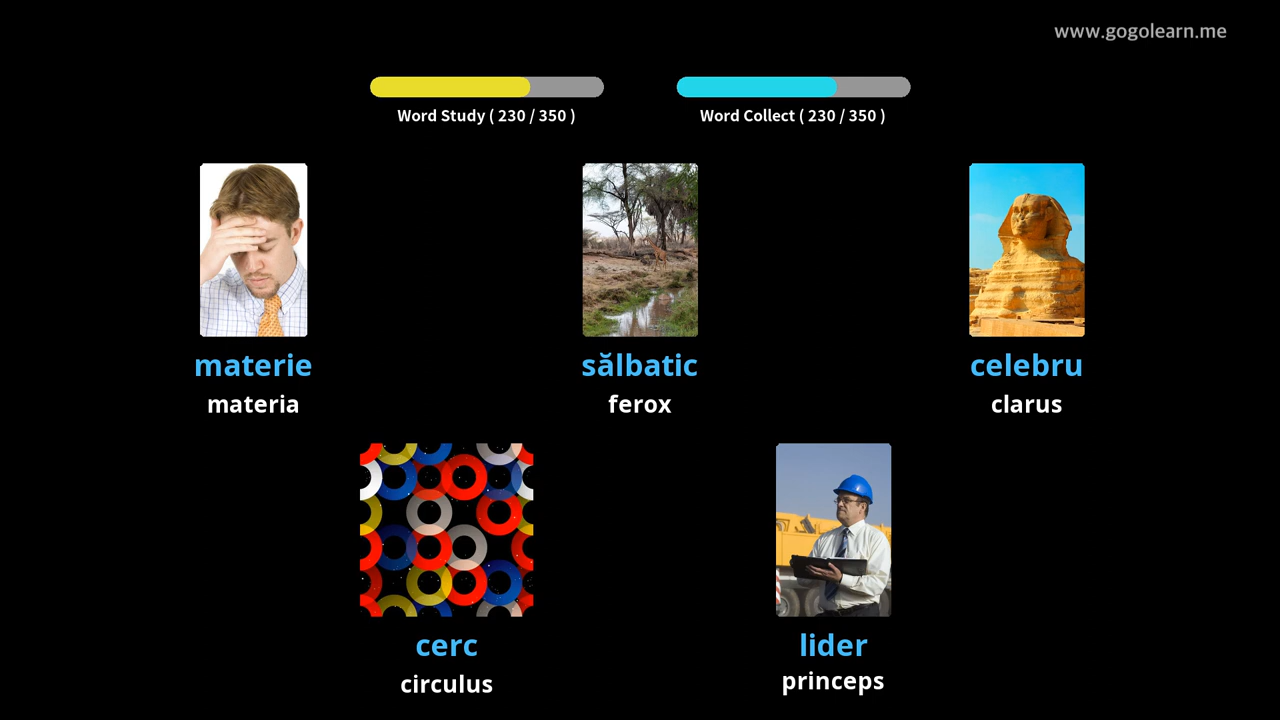 www.gogolearn.me
Word Study ( 230 / 350 )
Word Collect ( 230 / 350 )
materie
materia
sălbatic
ferox
celebru
clarus
cerc
circulus
lider
princeps